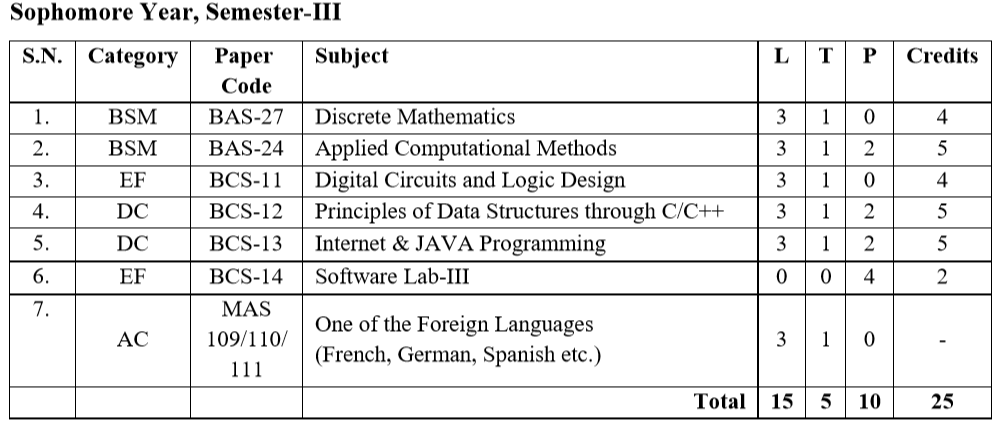 Sophomore Year, Semester-III
S.N. Category Paper Code Subject L T P Credits
1. BSM BAS-27 Discrete Mathematics 3 1 0 4
2. BSM BAS-24 Applied Computational Methods 3 1 2 5
3. EF BCS-11 Digital Circuits and Logic Design 3 1 0 4
4. DC BCS-12 Principles of Data Structures through C/C++ 3 1 2 5
5. DC BCS-13 Internet & JAVA Programming 3 1 2 5
6. EF BCS-14 Software Lab-III 0 0 4 2
7. AC MAS 109/110/ 111 One of the Foreign Languages (French, German, Spanish etc.) 3 1 0 -
Total 15 5 10 25